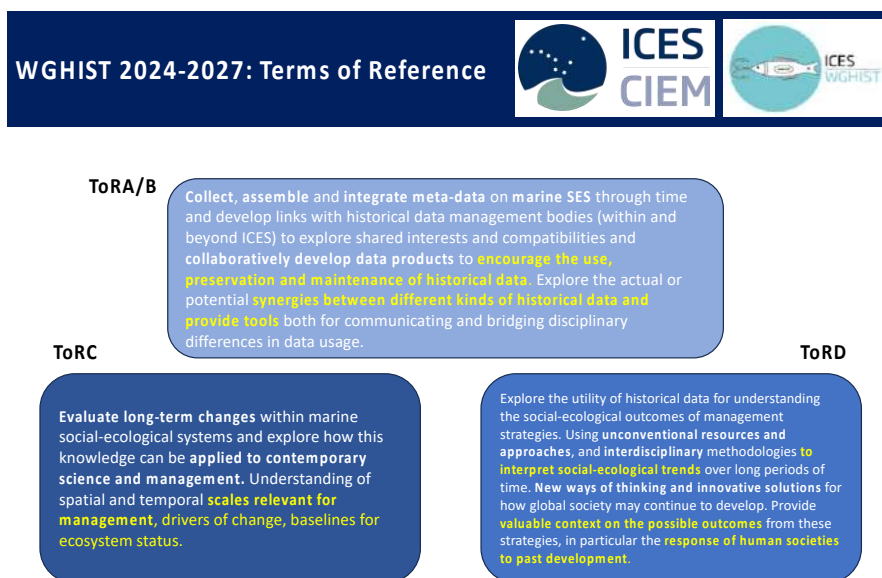 WGHIST 2024-2027: Terms of Reference
ICES
CIEM
ICES
WGHIST
ToRA/B
Collect, assemble and integrate meta-data on marine SES through time
and develop links with historical data management bodies (within and
beyond ICES) to explore shared interests and compatibilities and
collaboratively develop data products to encourage the use,
preservation and maintenance of historical data. Explore the actual or
potential synergies between different kinds of historical data and
provide tools both for communicating and bridging disciplinary
differences in data usage.
ToRC
Evaluate long-term changes within marine
social-ecological systems and explore how this
knowledge can be applied to contemporary
science and management. Understanding of
spatial and temporal scales relevant for
management, drivers of change, baselines for
ecosystem status.
ToRD
Explore the utility of historical data for understanding
the social-ecological outcomes of management
strategies. Using unconventional resources and
approaches, and interdisciplinary methodologies to
interpret social-ecological trends over long periods of
time. New ways of thinking and innovative solutions for
how global society may continue to develop. Provide
valuable context on the possible outcomes from these
strategies, in particular the response of human societies
to past development.